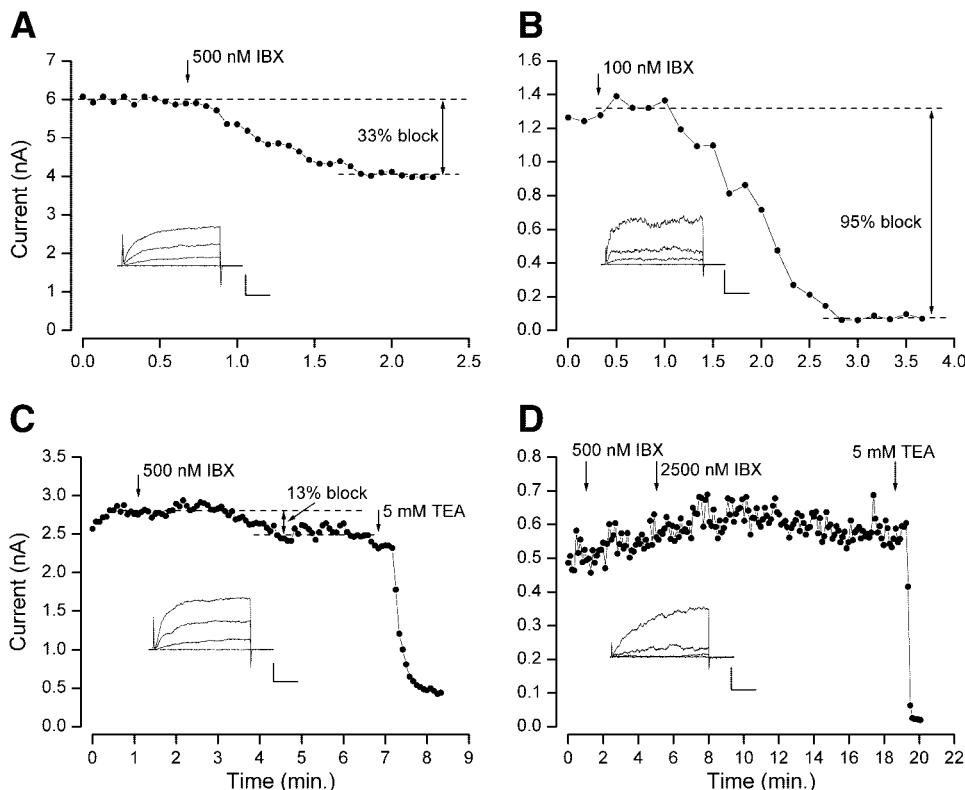 A
500 nM IBX
7
6
5
4
3
2
1
0
Current (nA)
33% block
0.0 0.5 1.0 1.5 2.0 2.5
B
100 nM IBX
1.6
1.4
1.2
1.0
0.8
0.6
0.4
0.2
0.0
95% block
0.0 0.5 1.0 1.5 2.0 2.5 3.0 3.5 4.0
C
3.5
3.0
2.5
2.0
1.5
1.0
0.5
0.0
Current (nA)
500 nM IBX
13% block
5 mM TEA
0 1 2 3 4 5 6 7 8 9
Time (min.)
D
0.8
0.7
0.6
0.5
0.4
0.3
0.2
0.1
0.0
500 nM IBX
2500 nM IBX
5 mM TEA
0 2 4 6 8 10 12 14 16 18 20 22
Time (min.)